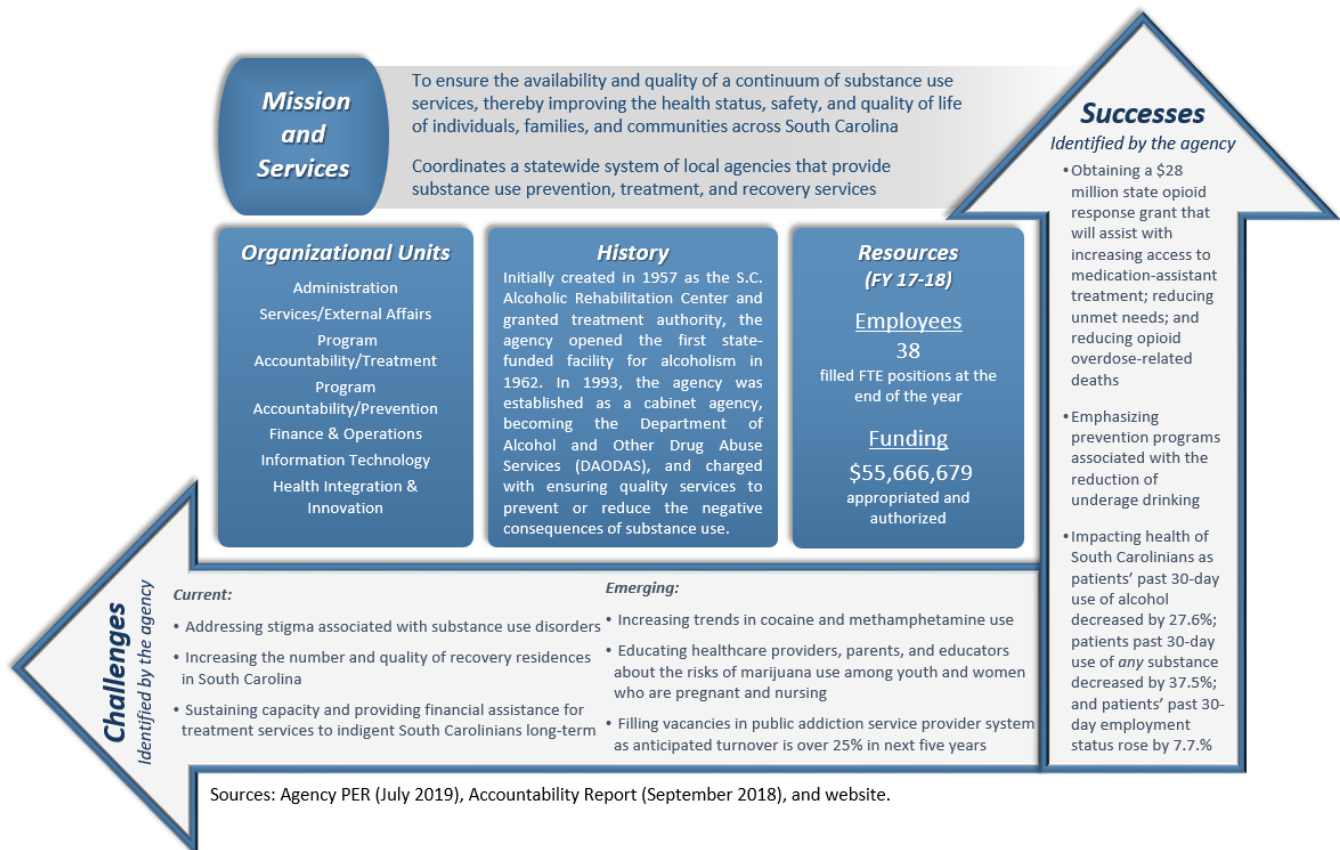 Mission
and
Services
To ensure the availability and quality of a continuum of substance use
services, thereby improving the health status, safety, and quality of life
of individuals, families, and communities across South Carolina
Coordinates a statewide system of local agencies that provide
substance use prevention, treatment, and recovery services
Successes
Identified by the agency
•Obtaining a $28
million state opioid
response grant that
will assist with
increasing access to
medication-assistant
treatment; reducing
unmet needs; and
reducing opioid
overdose-related
deaths
•Emphasizing
prevention programs
associated with the
reduction of
underage drinking
•Impacting health of
South Carolinians as
patients’ past 30-day
use of alcohol
decreased by 27.6%;
patients past 30-day
use of any substance
decreased by 37.5%;
and patients’ past 30-
day employment
status rose by 7.7.%
Organizational Units
Administration
Services/External Affairs
Program
Accountability/Treatment
Program
Accountability/Prevention
Finance & Operations
Information Technology
Health Integration &
Innovation
History
Initially created in 1957 as the S.C.
Alcoholic Rehabilitation Center and
granted treatment authority, the
agency opened the first state-
funded facility for alcoholism in
1962. In 1993, the agency was
established as a cabinet agency,
becoming the Department of
Alcohol and Other Drug Abuse
Services (DAODAS), and charged
with ensuring quality services to
prevent or reduce the negative
consequences of substance use.
Resources
(FY 17-18)
Employees
38
filled FTE positions at the
end of the year
Funding
$55,666,679
appropriated and
authorized
Challenges
Identified by the agency
Current:
• Addressing stigma associated with substance use disorders
• Increasing the number and quality of recovery residences
in South Carolina
• Sustaining capacity and providing financial assistance for
treatment services to indigent South Carolinians long-term
Emerging:
• Increasing trends in cocaine and methamphetamine use
• Educating healthcare providers, parents, and educators
about the risks of marijuana use among youth and women
who are pregnant and nursing
• Filling vacancies in public addiction service provider system
as anticipated turnover is over 25% in next five years
Sources: Agency PER (July 2019), Accountability Report (September 2018), and website.